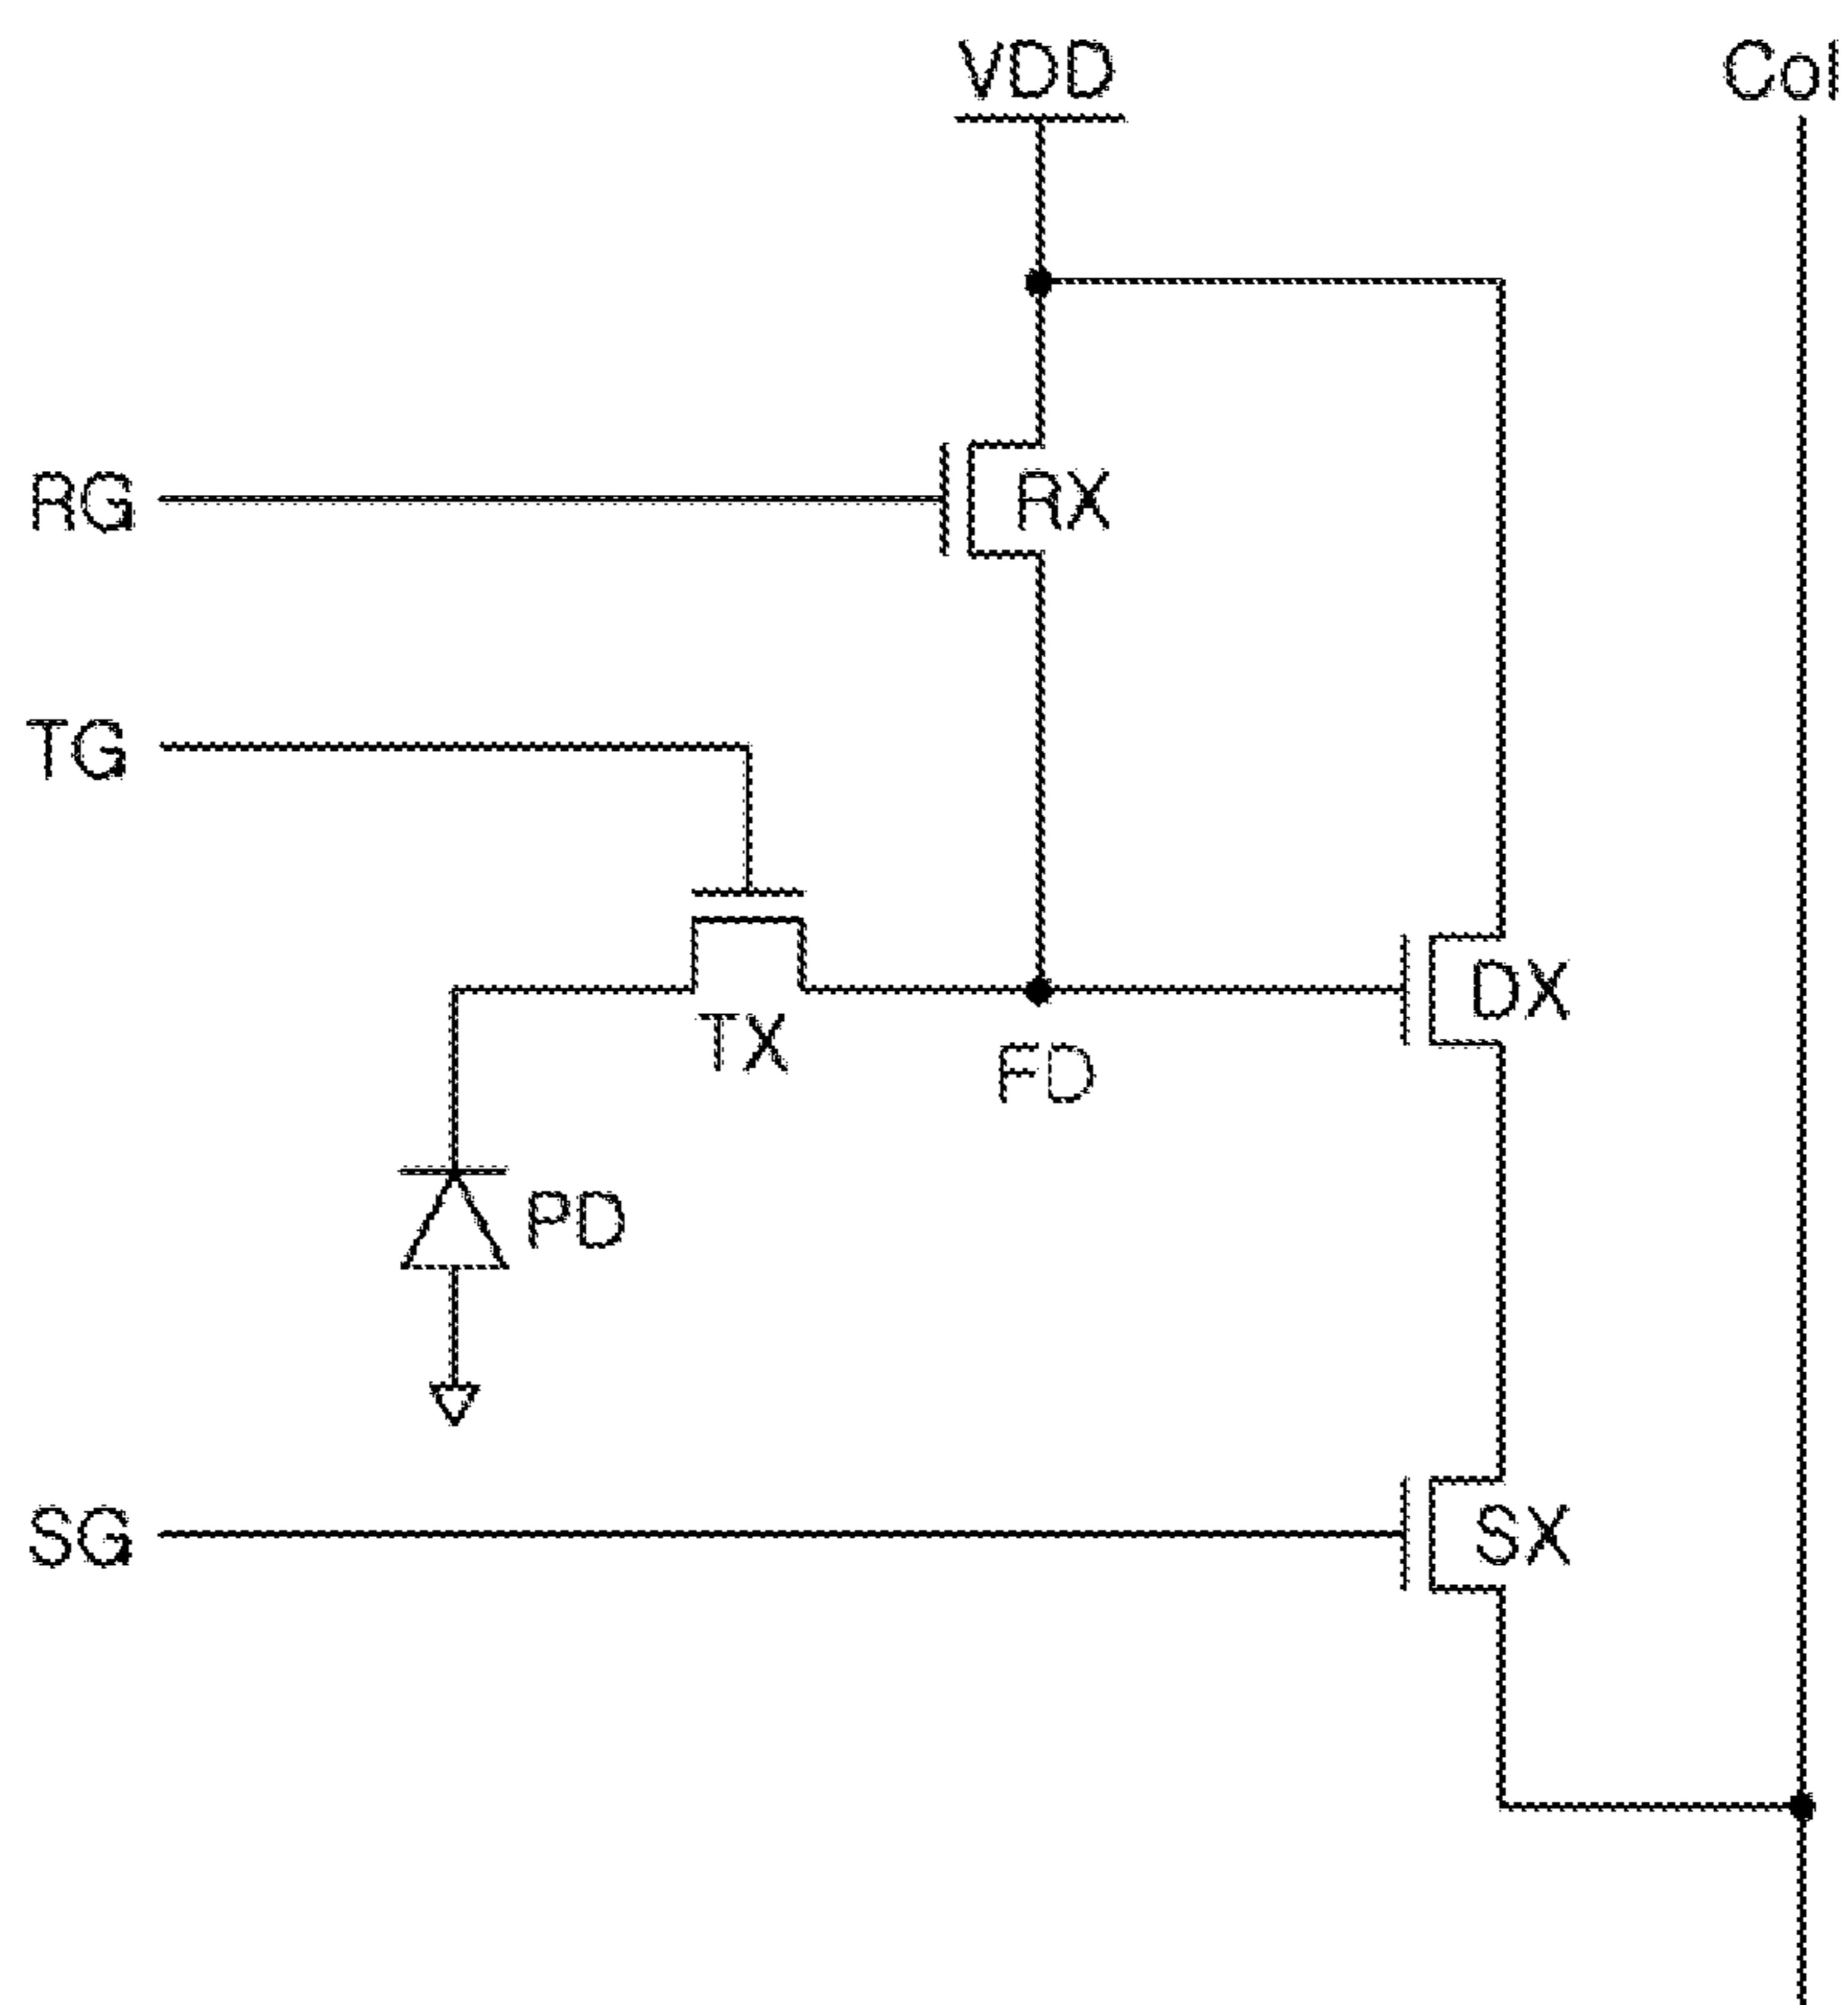 VDD
Col
RG
RX
TG
DX
TX
FD
PD
SG
SX